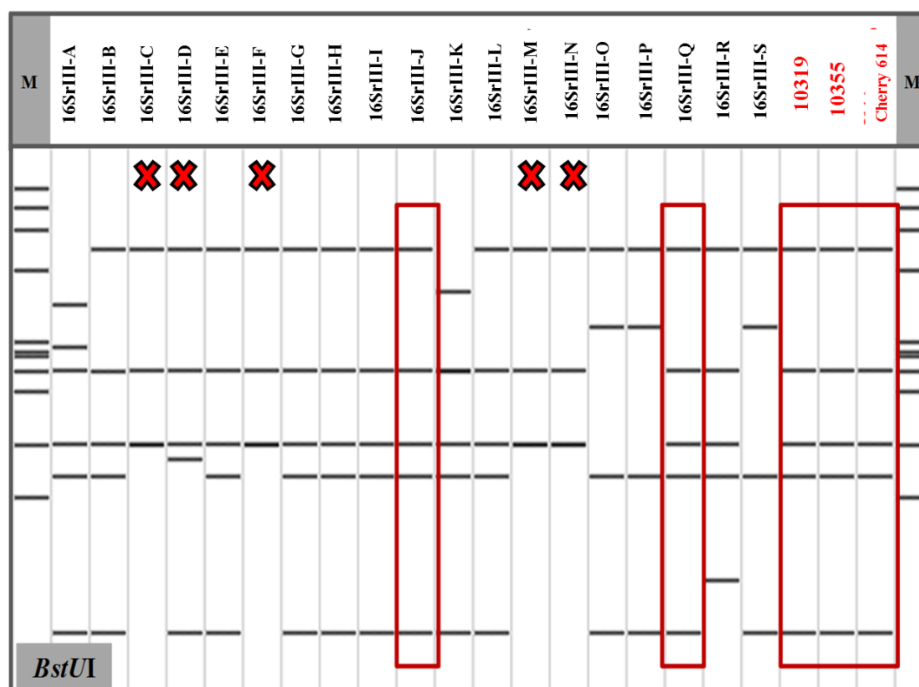 M
16SrIII-A
16SrIII-B
16SrIII-C
16SrIII-D
16SrIII-E
16SrIII-F
16SrIII-G
16SrIII-H
16SrIII-I
16SrIII-J
16SrIII-K
16SrIII-L
16SrIII-M
16SrIII-N
16SrIII-O
16SrIII-P
16SrIII-Q
16SrIII-R
16SrIII-S
10319
10355
Cherry 614
M
BstUI